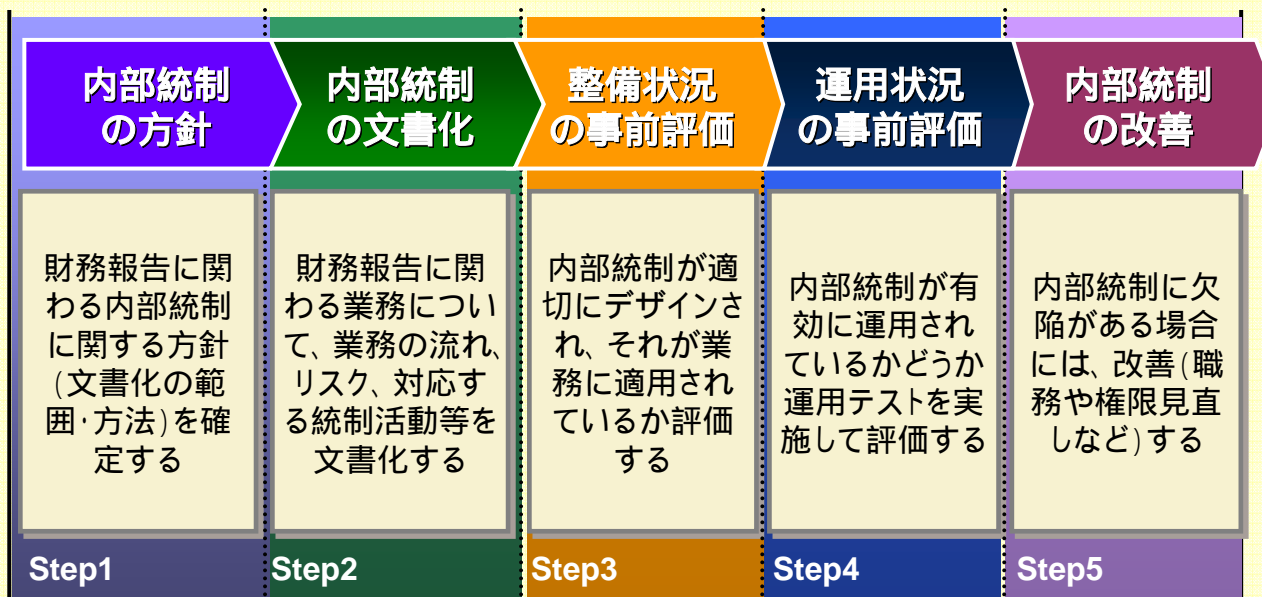 内部統制
の方針
内部統制
の文書化
整備状況
の事前評価
運用状況
の事前評価
内部統制
の改善
財務報告に関
わる内部統制
に関する方針
(文書化の範
囲・方法)を確
定する
財務報告に関
わる業務につい
て、業務の流れ、
リスク、対応す
る統制活動等を
文書化する
内部統制が適
切にデザインさ
れ、それが業
務に適用され
ているか評価
する
内部統制が有
効に運用され
ているかどうか
運用テストを実
施して評価する
内部統制に欠
陥がある場合
には、改善(職
務や権限見直
しなど)する
Step1
Step2
Step3
Step4
Step5